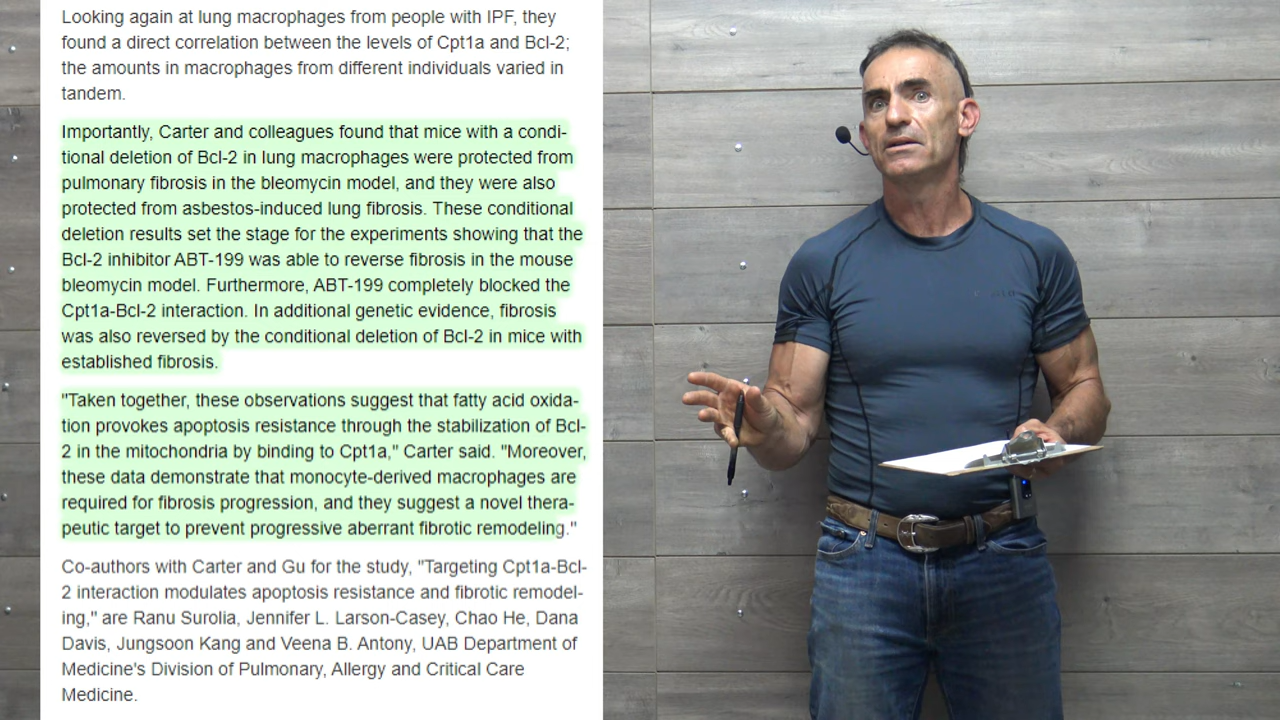 Looking again at lung macrophages from people with IPF, they
found a direct correlation between the levels of Cpt1a and Bcl-2;
the amounts in macrophages from different individuals varied in
tandem.
Importantly, Carter and colleagues found that mice with a condi-
tional deletion of Bcl-2 in lung macrophages were protected from
pulmonary fibrosis in the bleomycin model, and they were also
protected from asbestos-induced lung fibrosis. These conditional
deletion results set the stage for the experiments showing that the
Bcl-2 inhibitor ABT-199 was able to reverse fibrosis in the mouse
bleomycin model. Furthermore, ABT-199 completely blocked the
Cpt1a-Bcl-2 interaction. In additional genetic evidence, fibrosis
was also reversed by the conditional deletion of Bcl-2 in mice with
established fibrosis.
"Taken together, these observations suggest that fatty acid oxida-
tion provokes apoptosis resistance through the stabilization of Bcl-
2 in the mitochondria by binding to Cpt1a," Carter said. "Moreover,
these data demonstrate that monocyte-derived macrophages are
required for fibrosis progression, and they suggest a novel thera-
peutic target to prevent progressive aberrant fibrotic remodeling."
Co-authors with Carter and Gu for the study, "Targeting Cpt1a-Bcl-
2 interaction modulates apoptosis resistance and fibrotic remodel-
ing," are Ranu Surolia, Jennifer L. Larson-Casey, Chao He, Dana
Davis, Jungsoon Kang and Veena B. Antony, UAB Department of
Medicine's Division of Pulmonary, Allergy and Critical Care
Medicine.